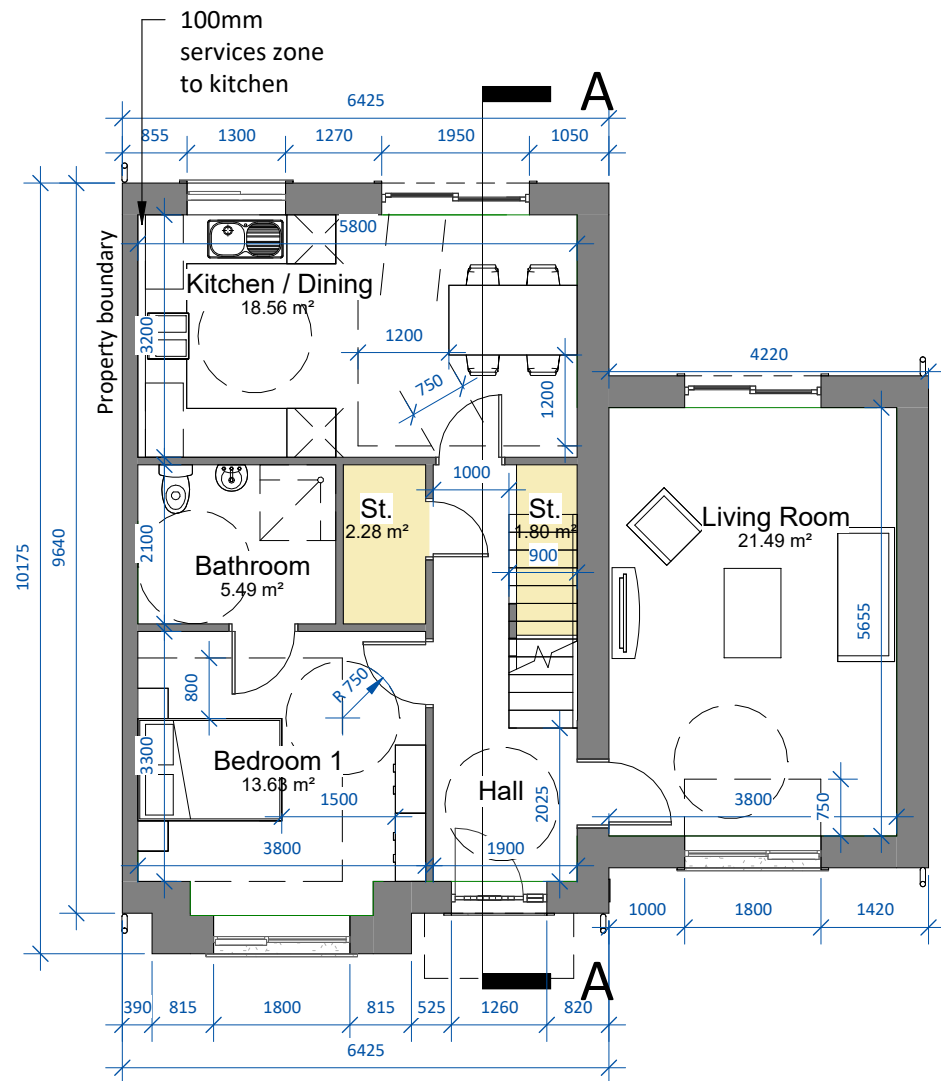 100mm
services zone
to kitchen
A
6425
855 1300 1270 1950 1050
5800
Property boundary
Kitchen / Dining
18.56 m²
3200
1200
750
1200
4220
10175
9640
1000
St.
2.28 m²
St.
1.80 m²
900
Living Room
21.49 m²
2100
Bathroom
5.49 m²
5655
800
R 750
3300
Bedroom 1
13.63 m²
1500
Hall
2025
3800
1900
3800
750
1000 1800 1420
A
390 815 1800 815 525 1260 820
6425